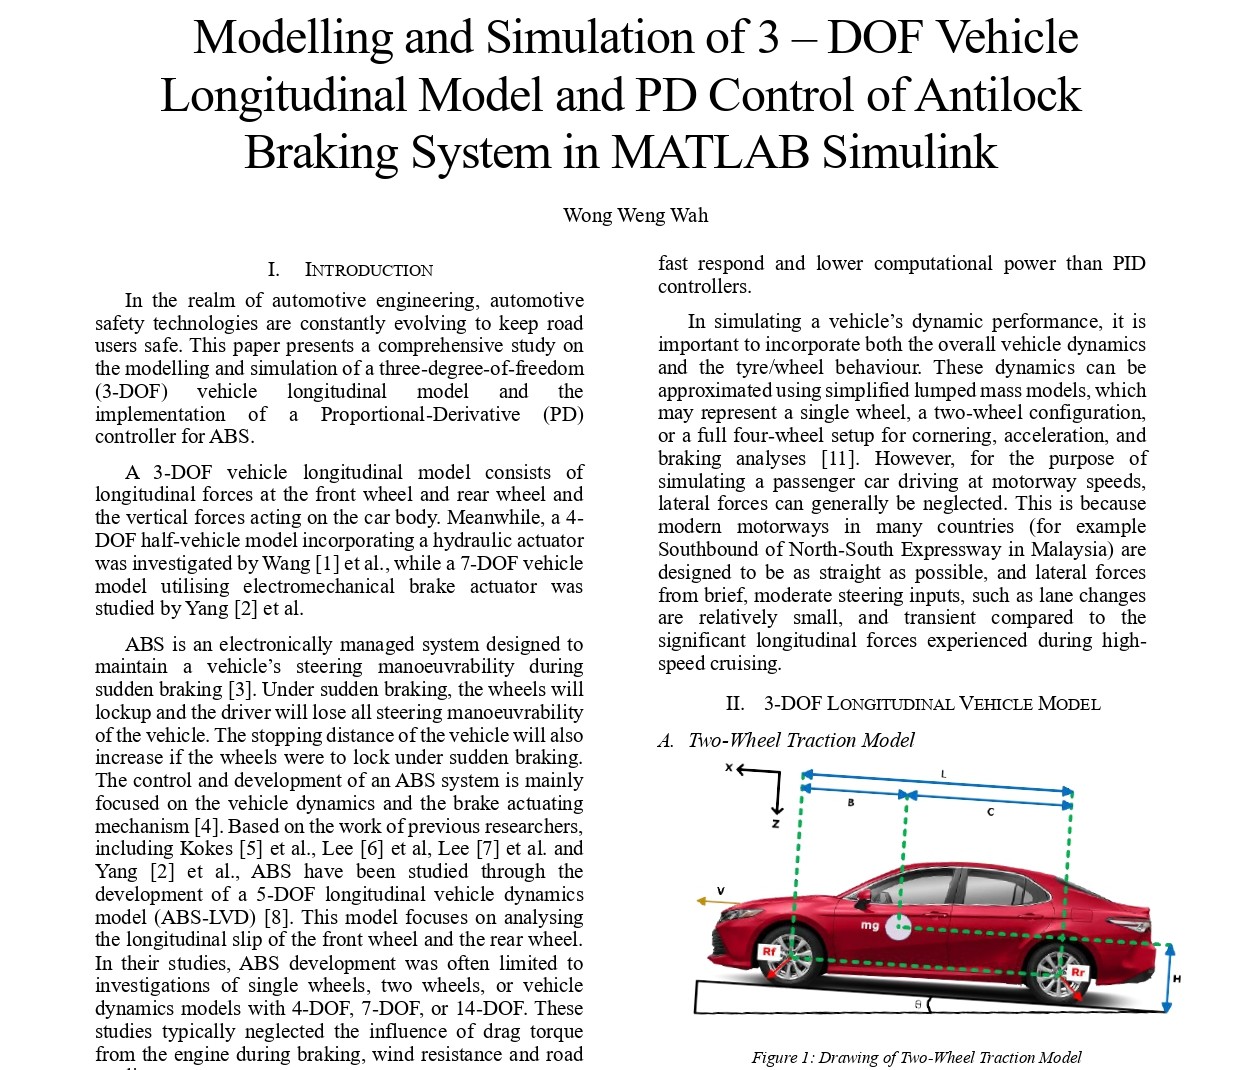 Modelling and Simulation of 3 – DOF Vehicle
Longitudinal Model and PD Control of Antilock
Braking System in MATLAB Simulink
Wong Weng Wah
I. INTRODUCTION
In the realm of automotive engineering, automotive
safety technologies are constantly evolving to keep road
users safe. This paper presents a comprehensive study on
the modelling and simulation of a three-degree-of-freedom
(3-DOF) vehicle longitudinal model and the
implementation of a Proportional-Derivative (PD)
controller for ABS.
A 3-DOF vehicle longitudinal model consists of
longitudinal forces at the front wheel and rear wheel and
the vertical forces acting on the car body. Meanwhile, a 4-
DOF half-vehicle model incorporating a hydraulic actuator
was investigated by Wang [1] et al., while a 7-DOF vehicle
model utilising electromechanical brake actuator was
studied by Yang [2] et al.
ABS is an electronically managed system designed to
maintain a vehicle’s steering manoeuvrability during
sudden braking [3]. Under sudden braking, the wheels will
lockup and the driver will lose all steering manoeuvrability
of the vehicle. The stopping distance of the vehicle will also
increase if the wheels were to lock under sudden braking.
The control and development of an ABS system is mainly
focused on the vehicle dynamics and the brake actuating
mechanism [4]. Based on the work of previous researchers,
including Kokes [5] et al., Lee [6] et al, Lee [7] et al. and
Yang [2] et al., ABS have been studied through the
development of a 5-DOF longitudinal vehicle dynamics
model (ABS-LVD) [8]. This model focuses on analysing
the longitudinal slip of the front wheel and the rear wheel.
In their studies, ABS development was often limited to
investigations of single wheels, two wheels, or vehicle
dynamics models with 4-DOF, 7-DOF, or 14-DOF. These
studies typically neglected the influence of drag torque
from the engine during braking, wind resistance and road
fast respond and lower computational power than PID
controllers.
In simulating a vehicle’s dynamic performance, it is
important to incorporate both the overall vehicle dynamics
and the tyre/wheel behaviour. These dynamics can be
approximated using simplified lumped mass models, which
may represent a single wheel, a two-wheel configuration,
or a full four-wheel setup for cornering, acceleration, and
braking analyses [11]. However, for the purpose of
simulating a passenger car driving at motorway speeds,
lateral forces can generally be neglected. This is because
modern motorways in many countries (for example
Southbound of North-South Expressway in Malaysia) are
designed to be as straight as possible, and lateral forces
from brief, moderate steering inputs, such as lane changes
are relatively small, and transient compared to the
significant longitudinal forces experienced during high-
speed cruising.
II. 3-DOF LONGITUDINAL VEHICLE MODEL
A. Two-Wheel Traction Model
X
L
B
C
Z
V
mg
Rf
Rr
H
θ
Figure 1: Drawing of Two-Wheel Traction Model